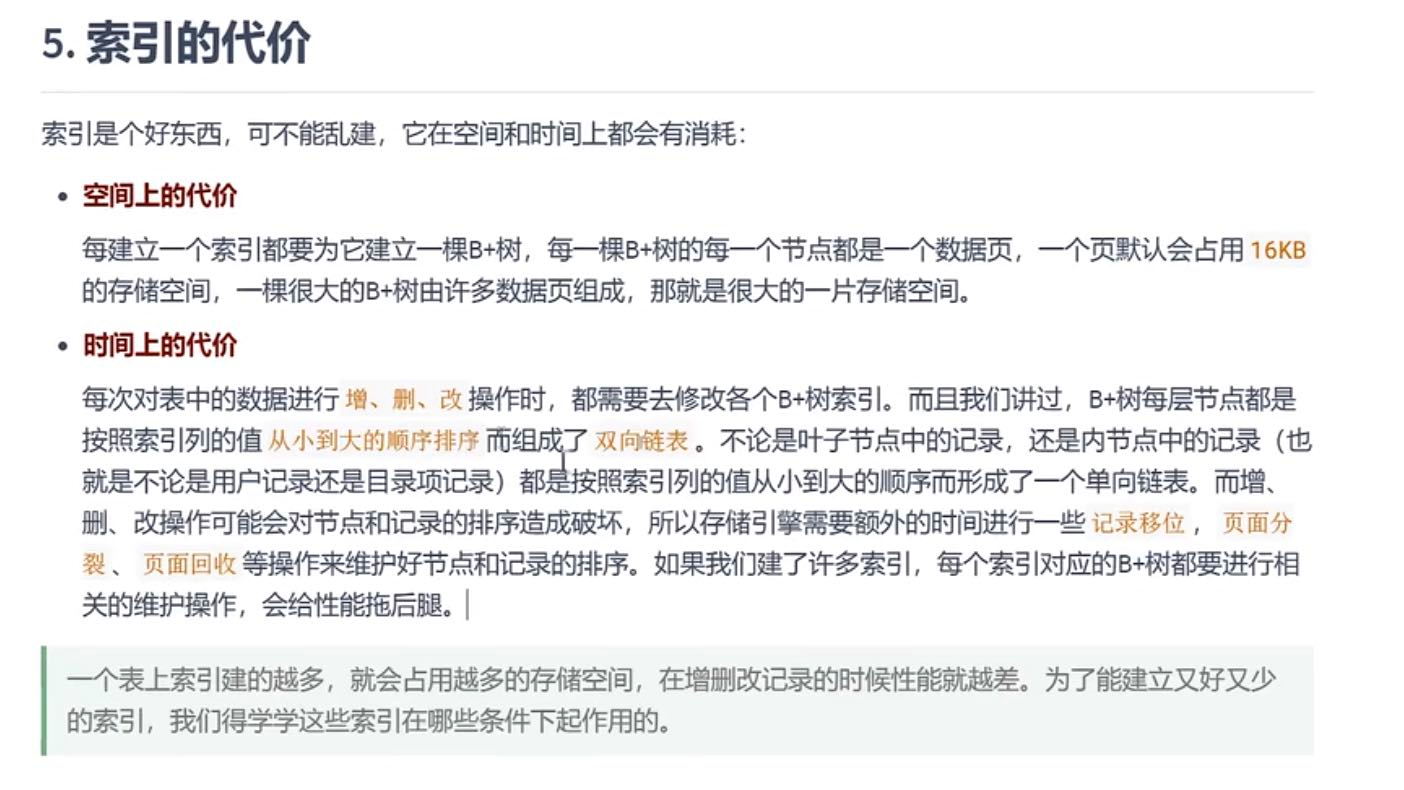 5. 索引的代价
索引是个好东西，可不能乱建，它在空间和时间上都会有消耗：
• 空间上的代价
每建立一个索引都要为它建立一棵B+树，每一棵B+树的每一个节点都是一个数据页，一个页默认会占用 16KB
的存储空间，一棵很大的B+树由许多数据页组成，那就是很大的一片存储空间。
• 时间上的代价
每次对表中的数据进行 增、删、改 操作时，都需要去修改各个B+树索引。而且我们讲过，B+树每层节点都是
按照索引列的值 从小到大的顺序排序 而组成了 双向链表 。不论是叶子节点中的记录，还是内节点中的记录（也
就是不论是用户记录还是目录项记录）都是按照索引列的值从小到大的顺序而形成了一个单向链表。而增、
删、改操作可能会对节点和记录的排序造成破坏，所以存储引擎需要额外的时间进行一些 记录移位 ， 页面分
裂 、 页面回收 等操作来维护好节点和记录的排序。如果我们建了许多索引，每个索引对应的B+树都要进行相
关的维护操作，会给性能拖后腿。
一个表上索引建的越多，就会占用越多的存储空间，在增删改记录的时候性能就越差。为了能建立又好又少
的索引，我们得学学这些索引在哪些条件下起作用的。